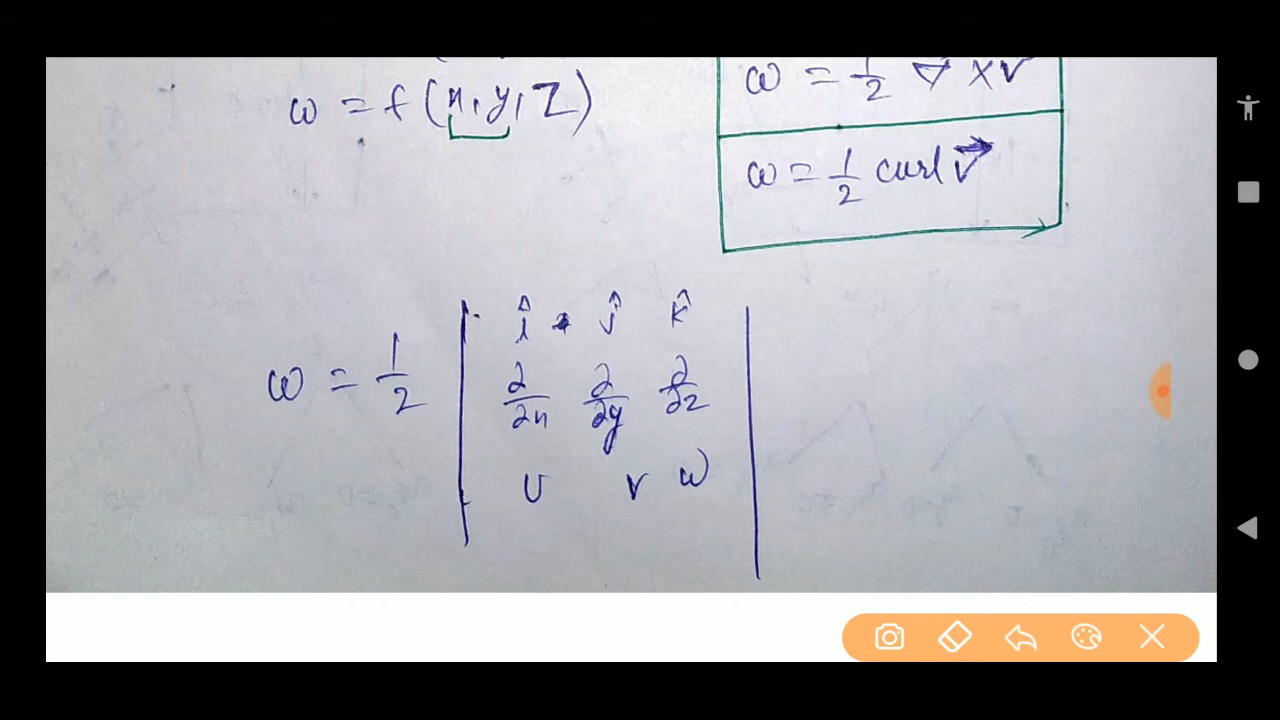 ω = 1/2 ∇ × V
ω = f (x, y, Z)
ω = 1/2 curl V⃗
î ĵ k̂
ω = 1/2 ∂/∂x ∂/∂y ∂/∂z
U V ω